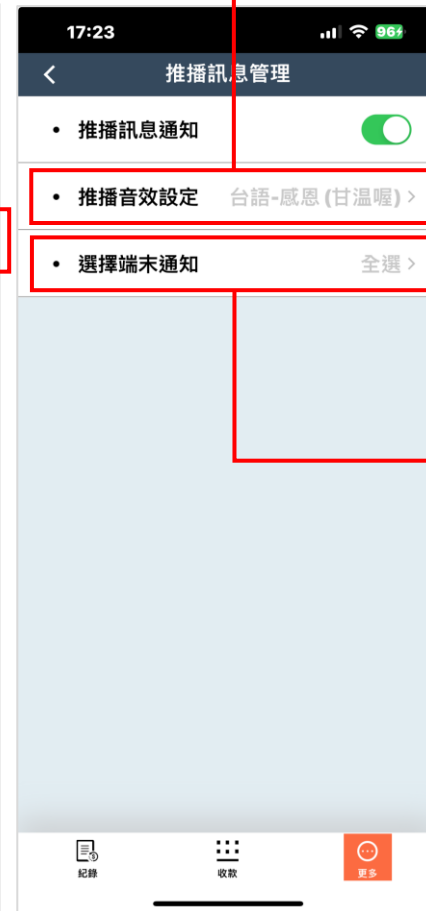 17:23 96
推播訊息管理
• 推播訊息通知
• 推播音效設定 台語-感恩 (甘溫喔) >
• 選擇端末通知 全選 >
紀錄 收款 更多